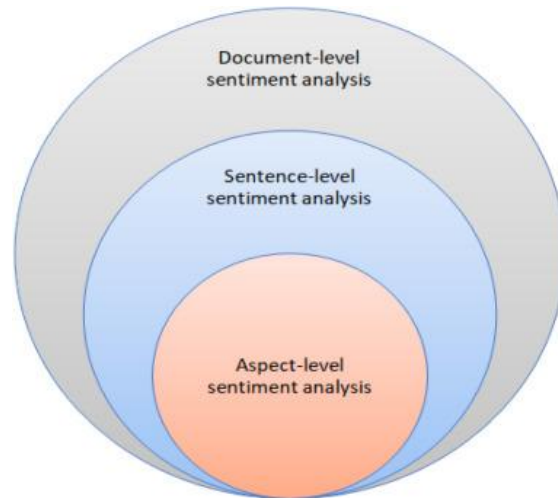 Document-level
sentiment analysis
Sentence-level
sentiment analysis
Aspect-level
sentiment analysis